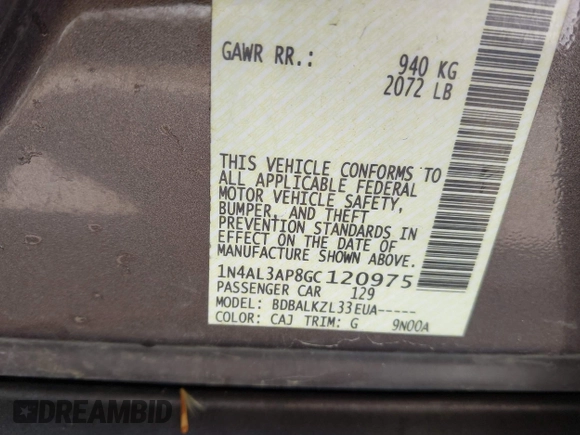 GAWR RR.: 940 KG
2072 LB
THIS VEHICLE CONFORMS TO
ALL APPLICABLE FEDERAL
MOTOR VEHICLE SAFETY,
BUMPER, AND THEFT
PREVENTION STANDARDS IN
EFFECT ON THE DATE OF
MANUFACTURE SHOWN ABOVE.
1N4AL3AP8GC120975
PASSENGER CAR 129
MODEL: BDBALKZL33EUA-----
COLOR: CAJ TRIM: G 9N00A
DREAMBID